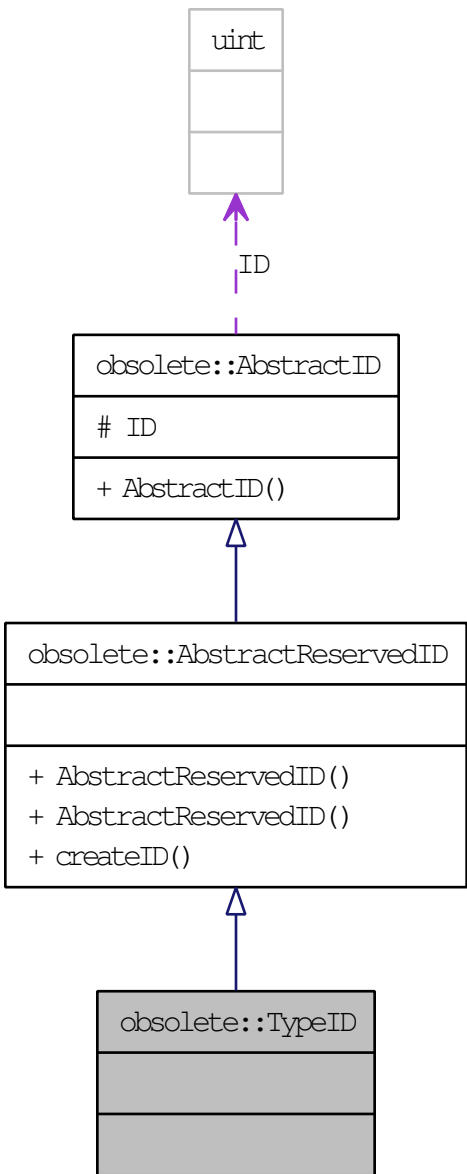 uint
ID
obsolete::AbstractID
# ID
+ AbstractID()
obsolete::AbstractReservedID
+ AbstractReservedID()
+ AbstractReservedID()
+ createID()
obsolete::TypeID